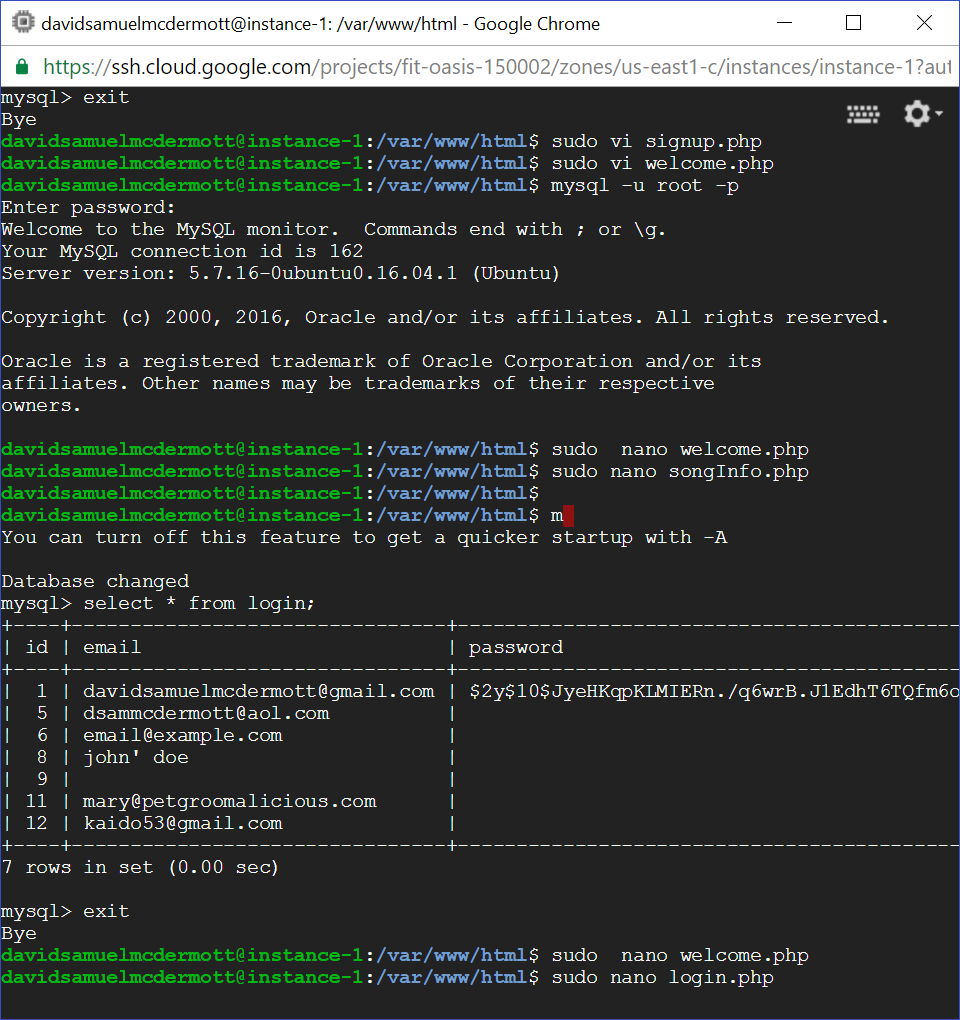 davidsamuelmcdermott@instance-1: /var/www/html - Google Chrome
https://ssh.cloud.google.com/projects/fit-oasis-150002/zones/us-east1-c/instances/instance-1?aut
mysql> exit
Bye
davidsamuelmcdermott@instance-1:/var/www/html$ sudo vi signup.php
davidsamuelmcdermott@instance-1:/var/www/html$ sudo vi welcome.php
davidsamuelmcdermott@instance-1:/var/www/html$ mysql -u root -p
Enter password:
Welcome to the MySQL monitor.  Commands end with ; or \g.
Your MySQL connection id is 162
Server version: 5.7.16-0ubuntu0.16.04.1 (Ubuntu)
Copyright (c) 2000, 2016, Oracle and/or its affiliates. All rights reserved.
Oracle is a registered trademark of Oracle Corporation and/or its
affiliates. Other names may be trademarks of their respective
owners.
davidsamuelmcdermott@instance-1:/var/www/html$ sudo  nano welcome.php
davidsamuelmcdermott@instance-1:/var/www/html$ sudo nano songInfo.php
davidsamuelmcdermott@instance-1:/var/www/html$
davidsamuelmcdermott@instance-1:/var/www/html$ m
You can turn off this feature to get a quicker startup with -A
Database changed
mysql> select * from login;
+----+--------------------------------+-------------------------------------------
| id | email                          | password
+----+--------------------------------+-------------------------------------------
|  1 | davidsamuelmcdermott@gmail.com | $2y$10$JyeHKqpKLMIERn./q6wrB.J1EdhT6TQfm6o
|  5 | dsammcdermott@aol.com          |
|  6 | email@example.com              |
|  8 | john' doe                      |
|  9 |                                |
| 11 | mary@petgroomalicious.com      |
| 12 | kaido53@gmail.com              |
+----+--------------------------------+-------------------------------------------
7 rows in set (0.00 sec)
mysql> exit
Bye
davidsamuelmcdermott@instance-1:/var/www/html$ sudo  nano welcome.php
davidsamuelmcdermott@instance-1:/var/www/html$ sudo nano login.php